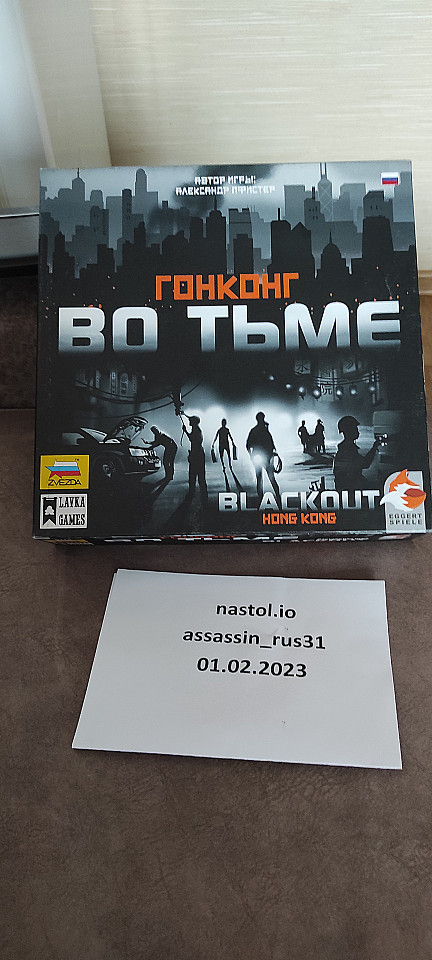 АВТОР ИГРЫ:
АЛЕКСАНДР ПФИСТЕР
ГОНКОНГ
ВО ТЬМЕ
ZVEZDA
LAVKA
GAMES
BLACKOUT
HONG KONG
EGGERT
SPIELE
nastol.io
assassin_rus31
01.02.2023